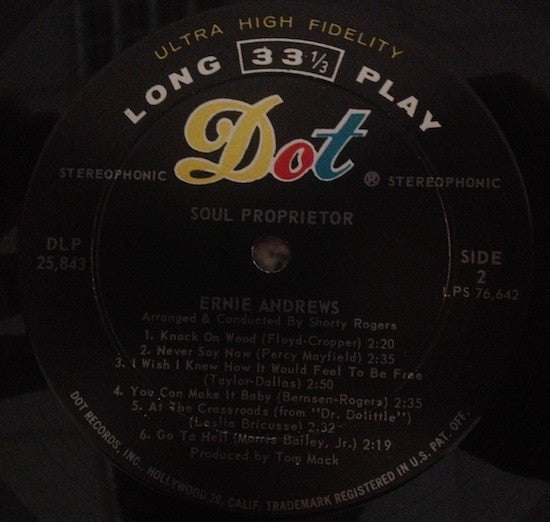 ULTRA HIGH FIDELITY
LONG 33 1/3 PLAY
Dot
STEREOPHONIC ® STEREOPHONIC
SOUL PROPRIETOR
DLP
25,843
SIDE
2
LPS 76,642
ERNIE ANDREWS
Arranged & Conducted By Shorty Rogers
1. Knock On Wood (Floyd-Cropper) 2:20
2. Never Say Now (Percy Mayfield) 2:35
3. I Wish I Knew How It Would Feel To Be Free
(Taylor-Dallas) 2:50
4. You Can Make It Baby (Bernsen-Rogers) 2:35
5. At The Crossroads (from "Dr. Dolittle")
(Leslie Bricusse) 2:52
6. Go To Hell (Morris Bailey, Jr.) 2:19
Produced by Tom Mack
DOT RECORDS, INC. HOLLYWOOD 28, CALIF. TRADEMARK REGISTERED IN U.S. PAT. OFF.